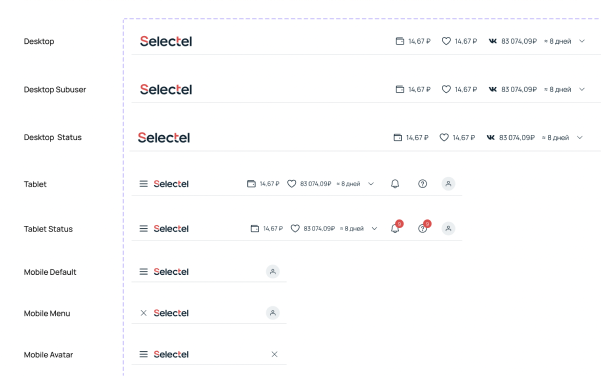 Desktop Selectel 14,67 ₽ 14,67 ₽ 83 074,09₽ ≈ 8 дней
Desktop Subuser Selectel 14,67 ₽ 14,67 ₽ 83 074,09₽ ≈ 8 дней
Desktop Status Selectel 14,67 ₽ 14,67 ₽ 83 074,09₽ ≈ 8 дней
Tablet Selectel 14,67 ₽ 83 074,09₽ ≈ 8 дней
Tablet Status Selectel 14,67 ₽ 83 074,09₽ ≈ 8 дней
Mobile Default Selectel
Mobile Menu Selectel
Mobile Avatar Selectel